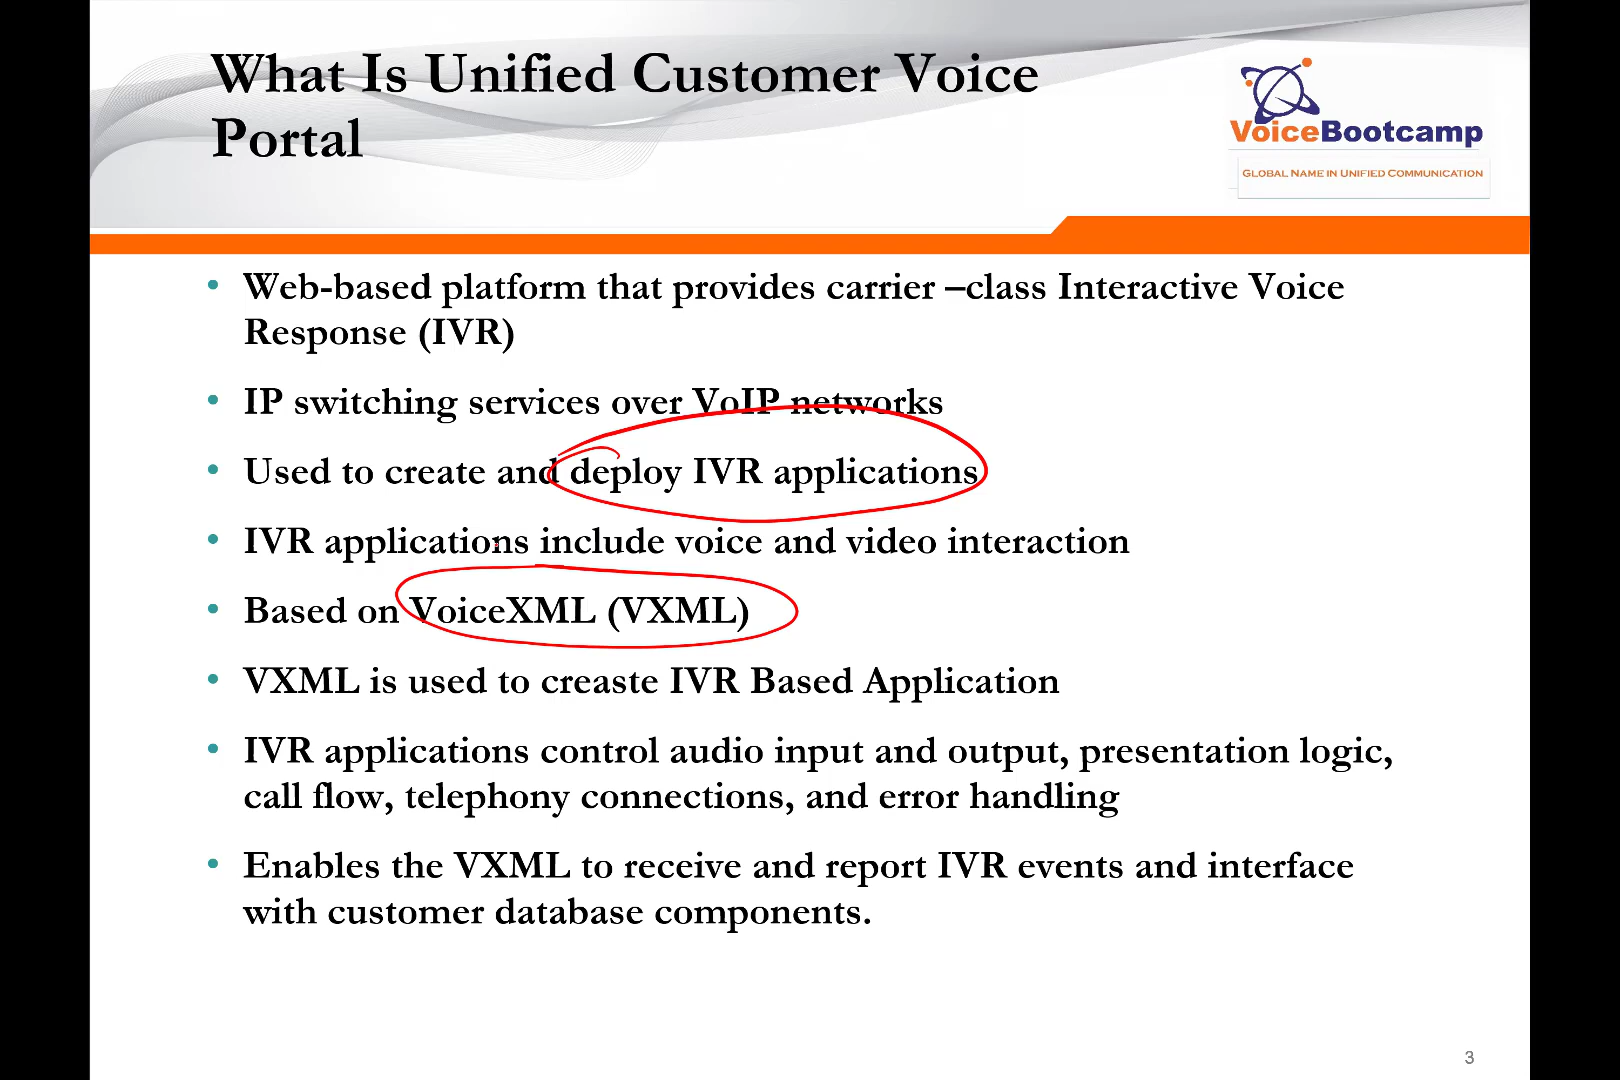 What Is Unified Customer Voice
Portal
VoiceBootcamp
GLOBAL NAME IN UNIFIED COMMUNICATION
• Web-based platform that provides carrier –class Interactive Voice
Response (IVR)
• IP switching services over VoIP networks
• Used to create and deploy IVR applications
• IVR applications include voice and video interaction
• Based on VoiceXML (VXML)
• VXML is used to creaste IVR Based Application
• IVR applications control audio input and output, presentation logic,
call flow, telephony connections, and error handling
• Enables the VXML to receive and report IVR events and interface
with customer database components.
3